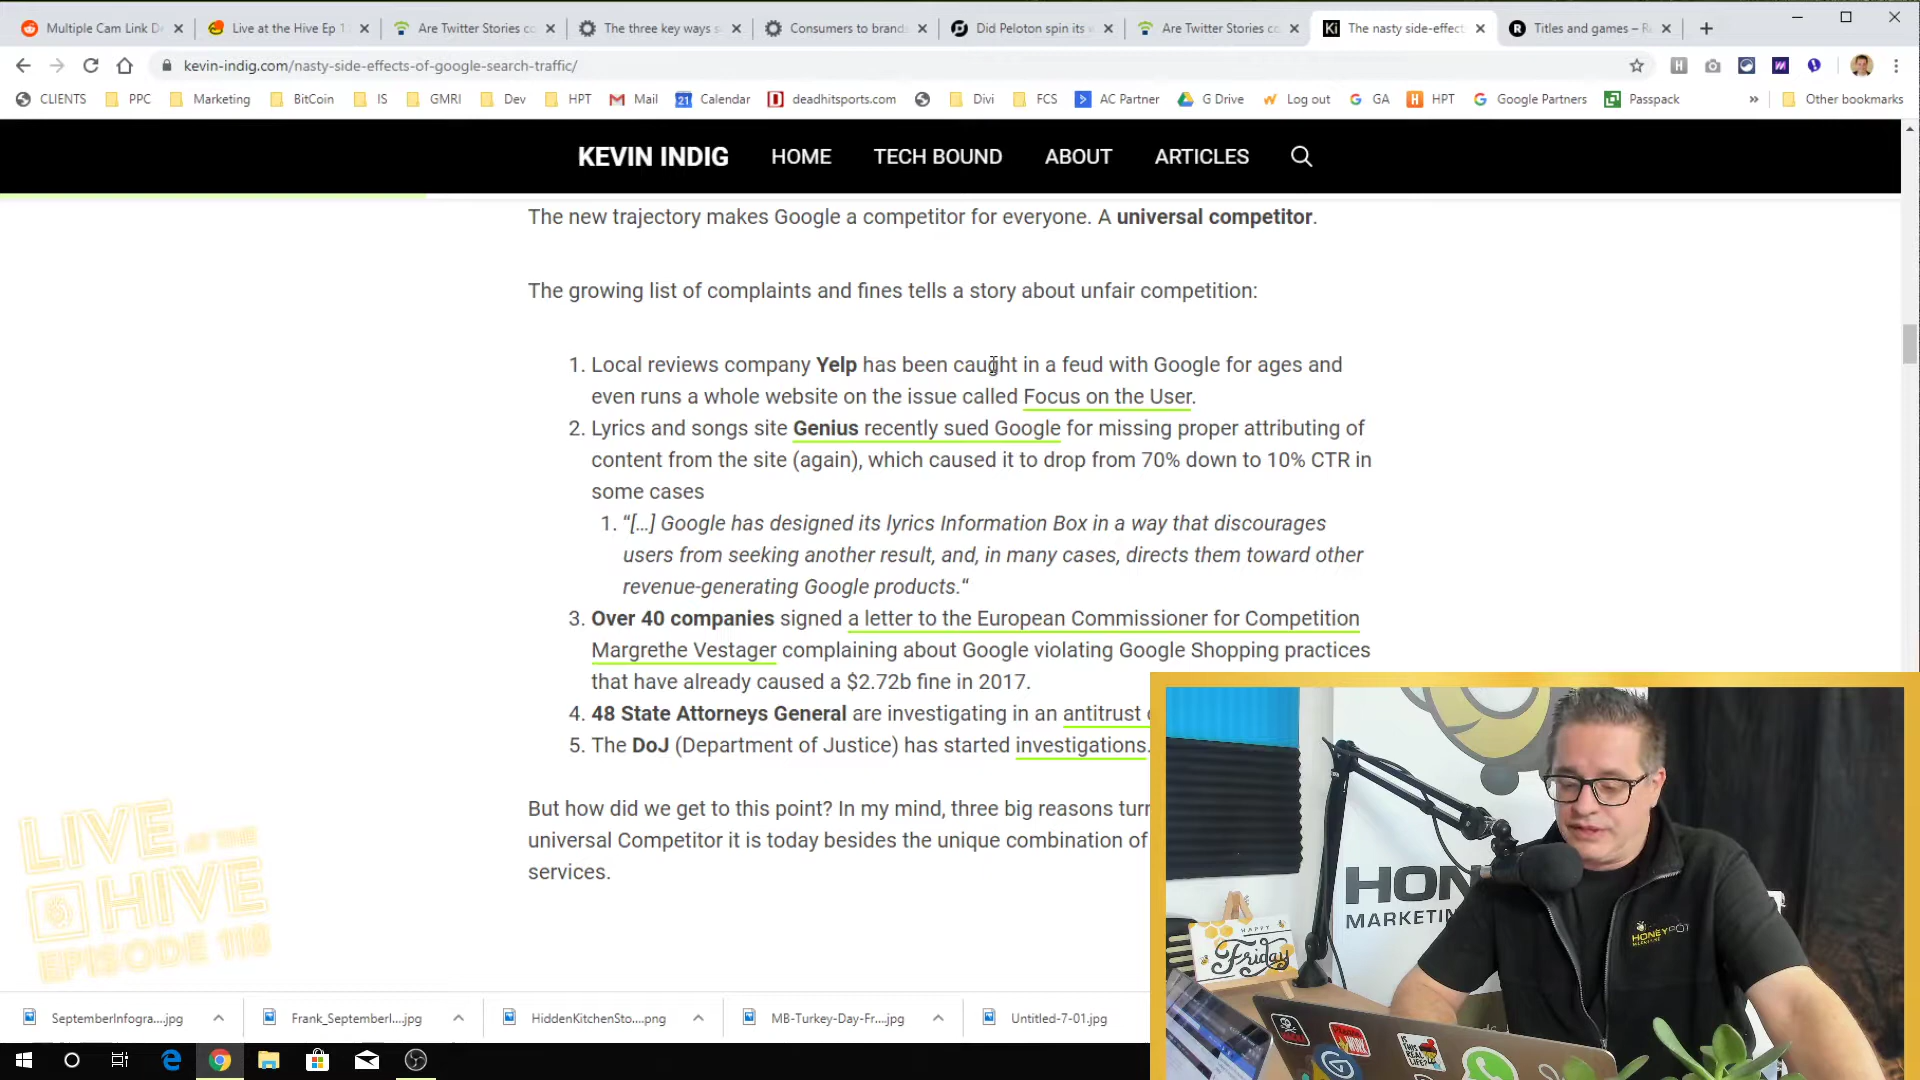 Multiple Cam Link D
Live at the Hive Ep 1
Are Twitter Stories co
The three key ways s
Consumers to brands
Did Peloton spin its w
Are Twitter Stories co
Ki
The nasty side-effect
R
Titles and games – R
kevin-indig.com/nasty-side-effects-of-google-search-traffic/
CLIENTS
PPC
Marketing
BitCoin
IS
GMRI
Dev
HPT
Mail
Calendar
deadhitsports.com
Divi
FCS
AC Partner
G Drive
Log out
GA
HPT
Google Partners
Passpack
»
Other bookmarks
KEVIN INDIG
HOME
TECH BOUND
ABOUT
ARTICLES
The new trajectory makes Google a competitor for everyone. A universal competitor.
The growing list of complaints and fines tells a story about unfair competition:
1. Local reviews company Yelp has been caught in a feud with Google for ages and
even runs a whole website on the issue called Focus on the User.
2. Lyrics and songs site Genius recently sued Google for missing proper attributing of
content from the site (again), which caused it to drop from 70% down to 10% CTR in
some cases
1. “[…] Google has designed its lyrics Information Box in a way that discourages
users from seeking another result, and, in many cases, directs them toward other
revenue-generating Google products.“
3. Over 40 companies signed a letter to the European Commissioner for Competition
Margrethe Vestager complaining about Google violating Google Shopping practices
that have already caused a $2.72b fine in 2017.
4. 48 State Attorneys General are investigating in an antitrust
5. The DoJ (Department of Justice) has started investigations.
But how did we get to this point? In my mind, three big reasons turn
universal Competitor it is today besides the unique combination of
services.
LIVE AT THE
HIVE
EPISODE 118
HON
MARKETIN
HAPPY
Friday
HONEYPOT
IS THIS REAL LIFE?
SeptemberInfogra....jpg
Frank_SeptemberI....jpg
HiddenKitchenSto....png
MB-Turkey-Day-Fr....jpg
Untitled-7-01.jpg